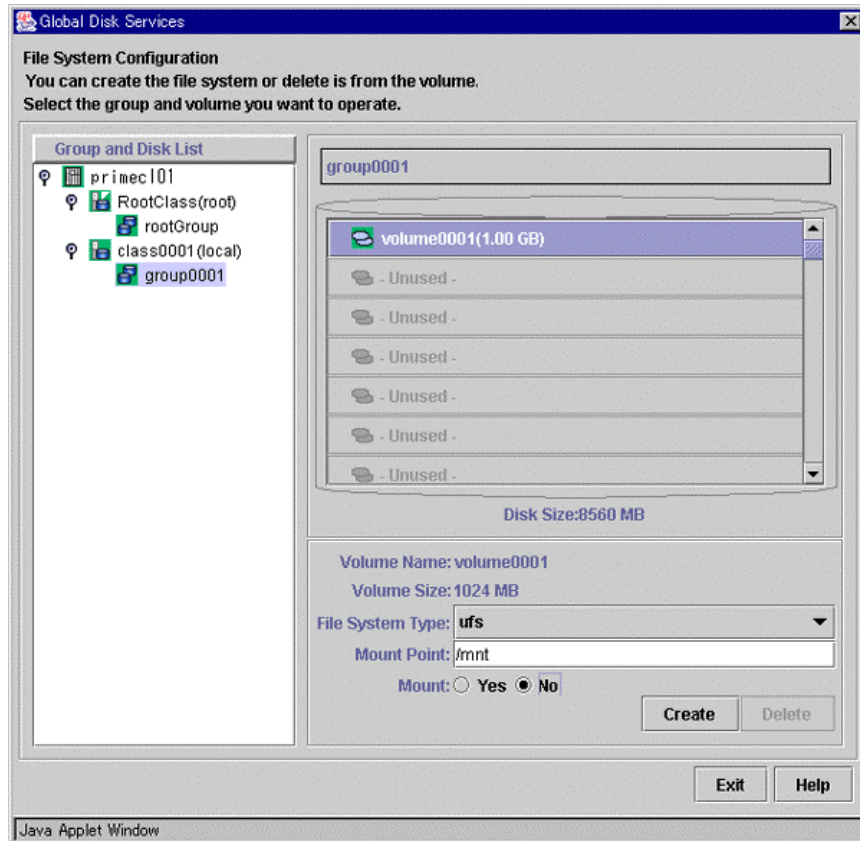 Global Disk Services
File System Configuration
You can create the file system or delete is from the volume.
Select the group and volume you want to operate.
Group and Disk List
primecl01
RootClass(root)
rootGroup
class0001(local)
group0001
group0001
volume0001(1.00 GB)
- Unused -
- Unused -
- Unused -
- Unused -
- Unused -
- Unused -
Disk Size:8560 MB
Volume Name: volume0001
Volume Size: 1024 MB
File System Type: ufs
Mount Point: /mnt
Mount: Yes No
Create Delete
Exit Help
Java Applet Window